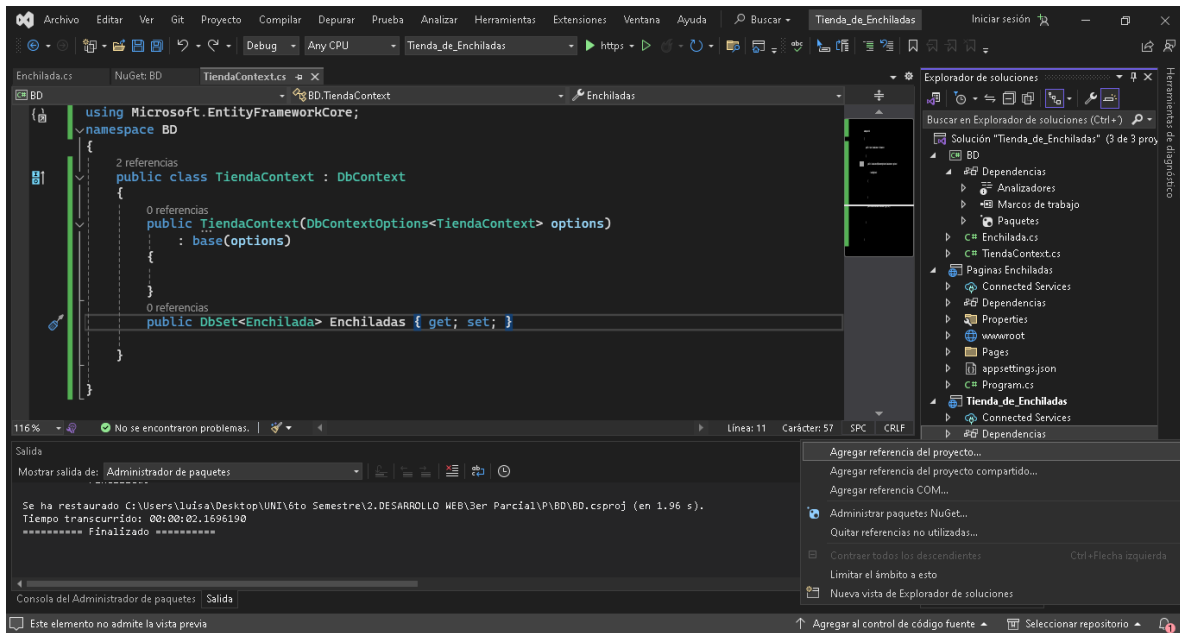 Archivo Editar Ver Git Proyecto Compilar Depurar Prueba Analizar Herramientas Extensiones Ventana Ayuda Buscar Tienda_de_Enchiladas Iniciar sesión
Debug Any CPU Tienda_de_Enchiladas https
Enchilada.cs NuGet: BD TiendaContext.cs
BD BD.TiendaContext Enchiladas
using Microsoft.EntityFrameworkCore;
namespace BD
{
2 referencias
public class TiendaContext : DbContext
{
0 referencias
public TiendaContext(DbContextOptions<TiendaContext> options)
: base(options)
{
}
0 referencias
public DbSet<Enchilada> Enchiladas { get; set; }
}
}
116 % No se encontraron problemas. Línea: 11 Carácter: 57 SPC CRLF
Explorador de soluciones
Buscar en Explorador de soluciones (Ctrl+´)
Solución "Tienda_de_Enchiladas" (3 de 3 proy
BD
Dependencias
Analizadores
Marcos de trabajo
Paquetes
C# Enchilada.cs
C# TiendaContext.cs
Paginas Enchiladas
Connected Services
Dependencias
Properties
wwwroot
Pages
appsettings.json
C# Program.cs
Tienda_de_Enchiladas
Connected Services
Dependencias
Herramientas de diagnóstico
Salida
Mostrar salida de: Administrador de paquetes
Se ha restaurado C:\Users\luisa\Desktop\UNI\6to Semestre\2.DESARROLLO WEB\3er Parcial\P\BD\BD.csproj (en 1.96 s).
Tiempo transcurrido: 00:00:02.1696190
========== Finalizado ==========
Consola del Administrador de paquetes Salida
Agregar referencia del proyecto...
Agregar referencia del proyecto compartido...
Agregar referencia COM...
Administrar paquetes NuGet...
Quitar referencias no utilizadas...
Contraer todos los descendientes Ctrl+Flecha izquierda
Limitar el ámbito a esto
Nueva vista de Explorador de soluciones
Este elemento no admite la vista previa Agregar al control de código fuente Seleccionar repositorio 1